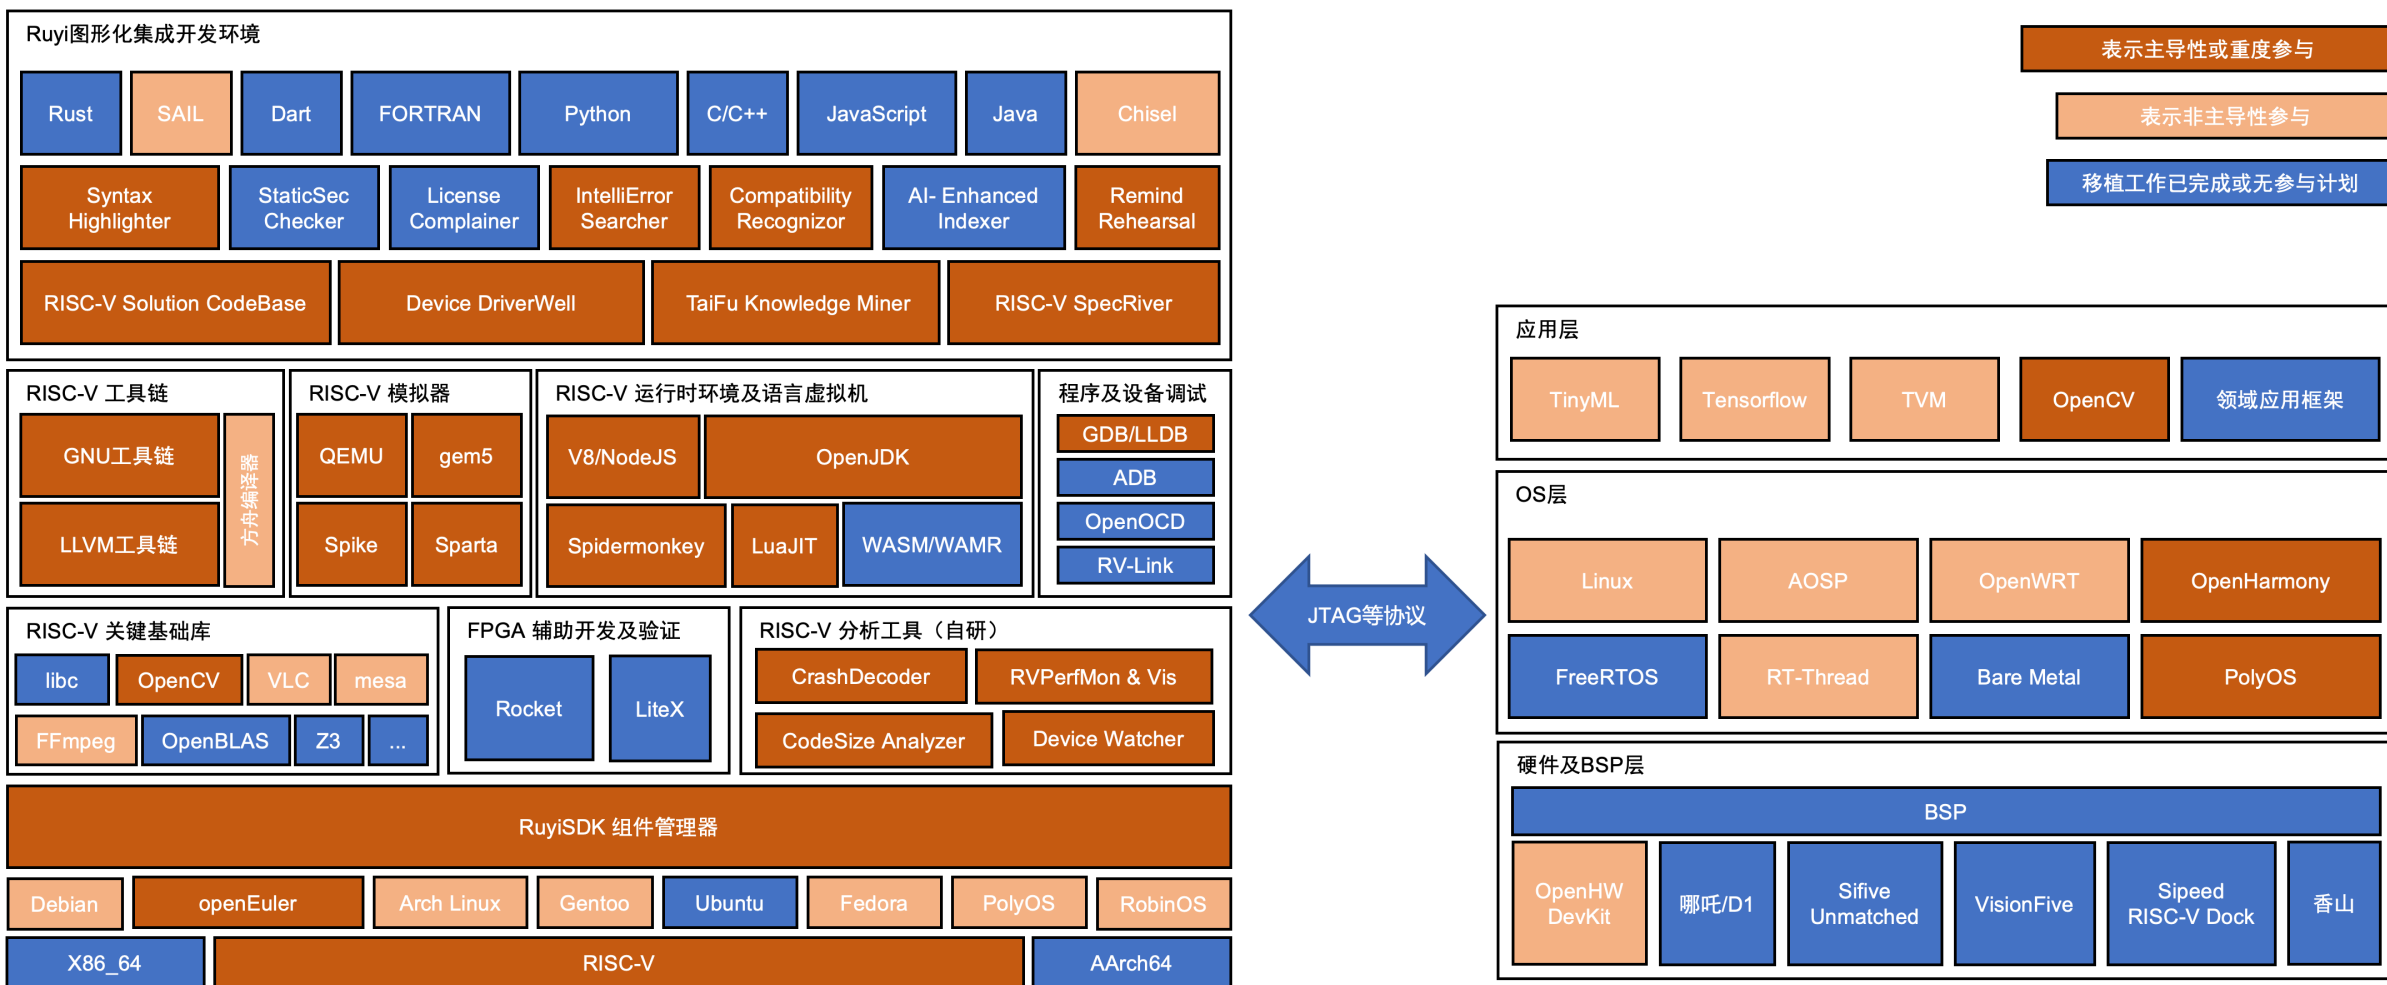 Ruyi图形化集成开发环境
Rust
SAIL
Dart
FORTRAN
Python
C/C++
JavaScript
Java
Chisel
Syntax
Highlighter
StaticSec
Checker
License
Complainer
IntelliError
Searcher
Compatibility
Recognizor
AI- Enhanced
Indexer
Remind
Rehearsal
RISC-V Solution CodeBase
Device DriverWell
TaiFu Knowledge Miner
RISC-V SpecRiver
RISC-V 工具链
GNU工具链
LLVM工具链
方舟编译器
RISC-V 模拟器
QEMU
gem5
Spike
Sparta
RISC-V 运行时环境及语言虚拟机
V8/NodeJS
OpenJDK
Spidermonkey
LuaJIT
WASM/WAMR
程序及设备调试
GDB/LLDB
ADB
OpenOCD
RV-Link
RISC-V 关键基础库
libc
OpenCV
VLC
mesa
FFmpeg
OpenBLAS
Z3
...
FPGA 辅助开发及验证
Rocket
LiteX
RISC-V 分析工具（自研）
CrashDecoder
RVPerfMon & Vis
CodeSize Analyzer
Device Watcher
RuyiSDK 组件管理器
Debian
openEuler
Arch Linux
Gentoo
Ubuntu
Fedora
PolyOS
RobinOS
X86_64
RISC-V
AArch64
JTAG等协议
表示主导性或重度参与
表示非主导性参与
移植工作已完成或无参与计划
应用层
TinyML
Tensorflow
TVM
OpenCV
领域应用框架
OS层
Linux
AOSP
OpenWRT
OpenHarmony
FreeRTOS
RT-Thread
Bare Metal
PolyOS
硬件及BSP层
BSP
OpenHW
DevKit
哪吒/D1
Sifive
Unmatched
VisionFive
Sipeed
RISC-V Dock
香山